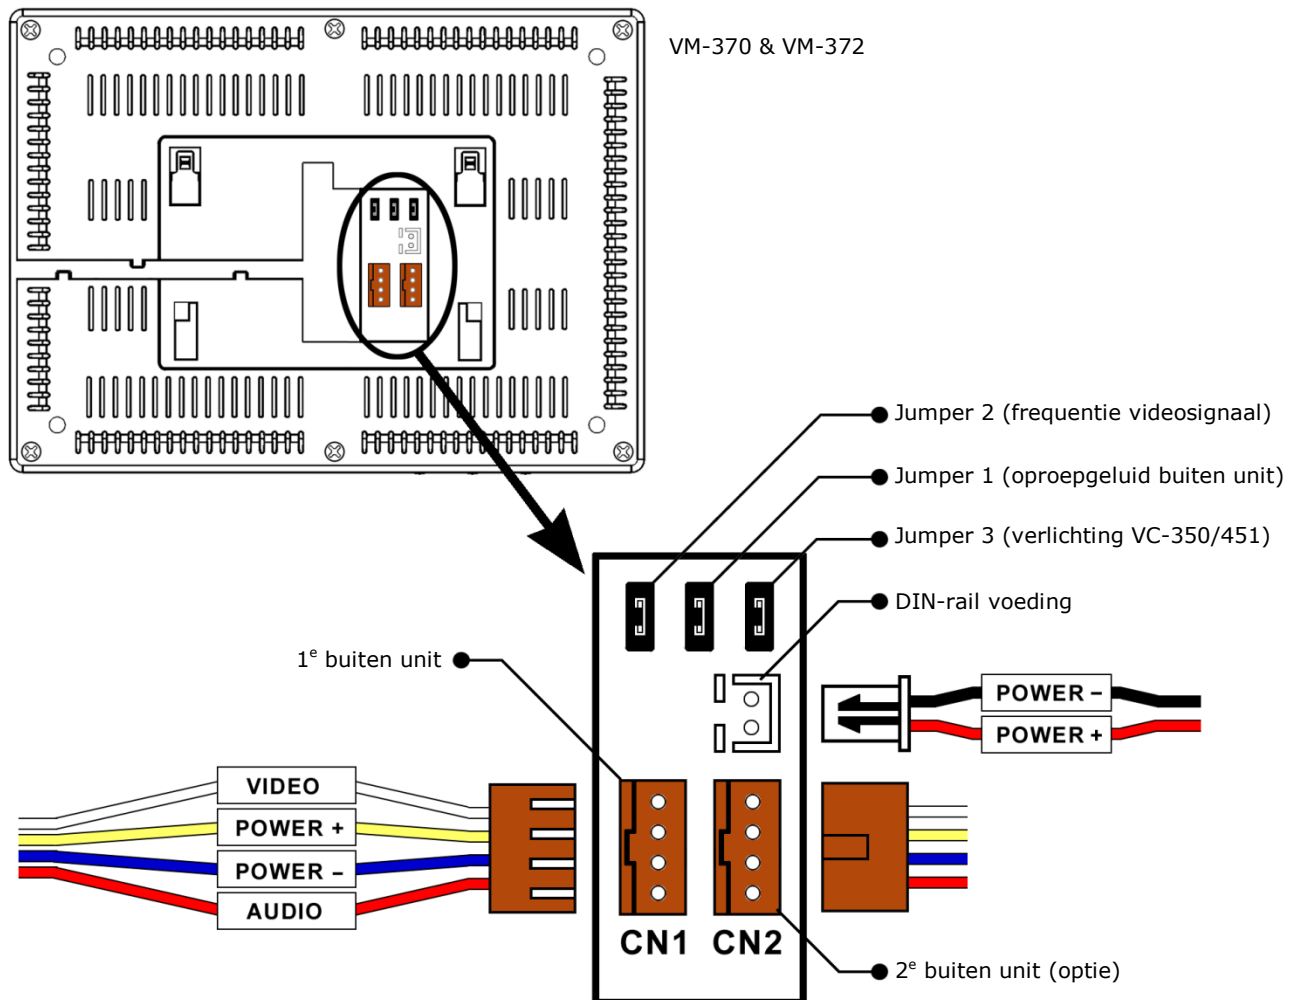 VM-370 & VM-372
Jumper 2 (frequentie videosignaal)
Jumper 1 (oproepgeluid buiten unit)
Jumper 3 (verlichting VC-350/451)
DIN-rail voeding
1e buiten unit
POWER –
POWER +
VIDEO
POWER +
POWER –
AUDIO
CN1 CN2
2e buiten unit (optie)